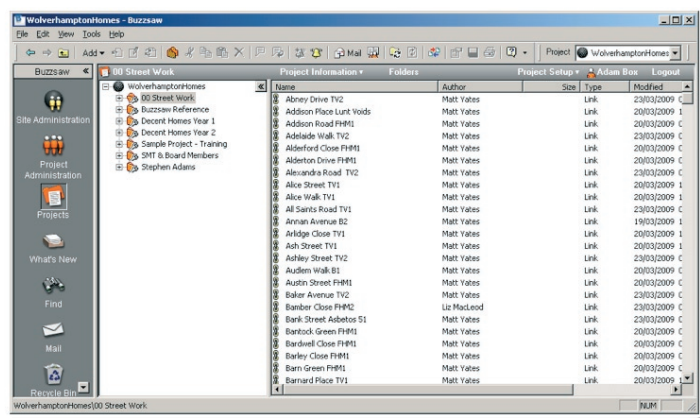 WolverhamptonHomes - Buzzsaw
File Edit View Tools Help
Add Mail Project WolverhamptonHomes
Buzzsaw 00 Street Work Project Information Folders Project Setup Adam Box Logout
Site Administration
Project Administration
Projects
What's New
Find
Mail
Recycle Bin
WolverhamptonHomes
00 Street Work
Buzzsaw Reference
Decent Homes Year 1
Decent Homes Year 2
Sample Project - Training
SMT & Board Members
Stephen Adams
Name Author Size Type Modified
Abney Drive TV2 Matt Yates Link 23/03/2009
Addison Place Lunt Voids Matt Yates Link 20/03/2009 1
Addison Road FHM1 Matt Yates Link 20/03/2009
Adelaide Walk TV2 Matt Yates Link 23/03/2009
Alderford Close FHM1 Matt Yates Link 20/03/2009
Alderton Drive FHM1 Matt Yates Link 20/03/2009
Alexandra Road TV2 Matt Yates Link 23/03/2009
Alice Street TV1 Matt Yates Link 20/03/2009 1
Alice Walk TV1 Matt Yates Link 20/03/2009 1
All Saints Road TV1 Matt Yates Link 23/03/2009
Annan Avenue B2 Matt Yates Link 19/03/2009 1
Arlidge Close TV1 Matt Yates Link 20/03/2009 1
Ash Street TV1 Matt Yates Link 20/03/2009 1
Ashley Street TV2 Matt Yates Link 23/03/2009
Audlem Walk B1 Matt Yates Link 20/03/2009
Austin Street FHM1 Matt Yates Link 20/03/2009
Baker Avenue TV2 Matt Yates Link 23/03/2009
Bamber Close FHM2 Liz MacLeod Link 23/03/2009
Bank Street Asbetos 51 Matt Yates Link 20/03/2009
Bantock Green FHM1 Matt Yates Link 20/03/2009
Bardwell Close FHM1 Matt Yates Link 20/03/2009
Barley Close FHM1 Matt Yates Link 20/03/2009
Barn Green FHM1 Matt Yates Link 20/03/2009
Barnard Place TV1 Matt Yates Link 20/03/2009 1
WolverhamptonHomes\00 Street Work NUM